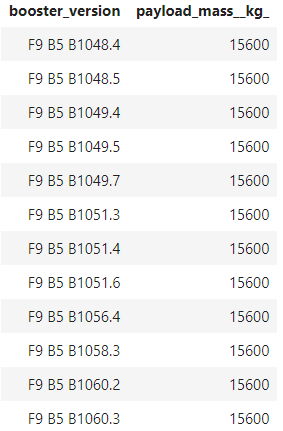 booster_version payload_mass__kg_
F9 B5 B1048.4 15600
F9 B5 B1048.5 15600
F9 B5 B1049.4 15600
F9 B5 B1049.5 15600
F9 B5 B1049.7 15600
F9 B5 B1051.3 15600
F9 B5 B1051.4 15600
F9 B5 B1051.6 15600
F9 B5 B1056.4 15600
F9 B5 B1058.3 15600
F9 B5 B1060.2 15600
F9 B5 B1060.3 15600